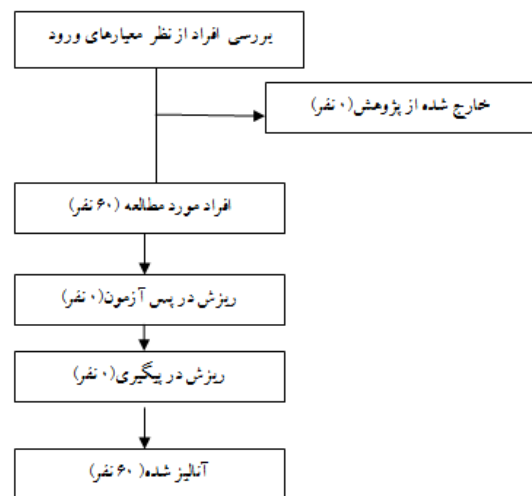 بررسی افراد از نظر معیارهای ورود
خارج شده از پژوهش(۰ نفر)
افراد مورد مطالعه (۶۰ نفر)
ریزش در پس آزمون(۰ نفر)
ریزش در پیگیری(۰ نفر)
آنالیز شده( ۶۰ نفر)